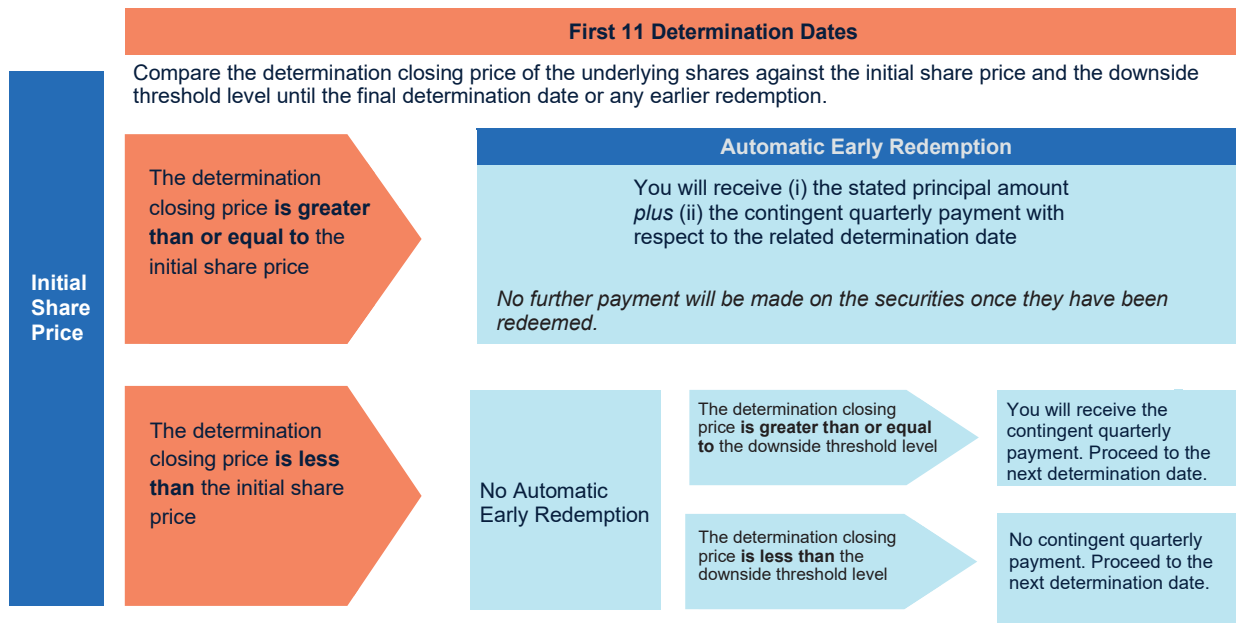 First 11 Determination Dates
Compare the determination closing price of the underlying shares against the initial share price and the downside
threshold level until the final determination date or any earlier redemption.
Initial
Share
Price
The determination
closing price is greater
than or equal to the
initial share price
Automatic Early Redemption
You will receive (i) the stated principal amount
plus (ii) the contingent quarterly payment with
respect to the related determination date
No further payment will be made on the securities once they have been
redeemed.
The determination
closing price is less
than the initial share
price
No Automatic
Early Redemption
The determination closing
price is greater than or equal
to the downside threshold level
You will receive the
contingent quarterly
payment. Proceed to the
next determination date.
The determination closing
price is less than the
downside threshold level
No contingent quarterly
payment. Proceed to the
next determination date.